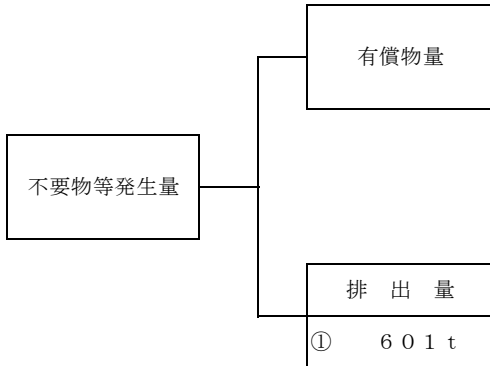 有償物量
不要物等発生量
排　出　量
①　６０１ｔ